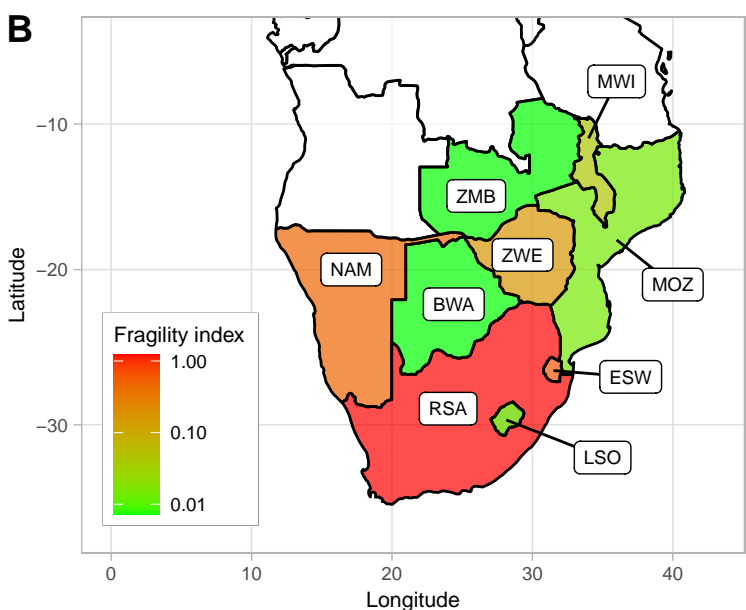 B
MWI
−10
ZMB
ZWE
NAM
−20
MOZ
BWA
Latitude
Fragility index
1.00
ESW
RSA
0.10
−30
LSO
0.01
0
10
20
30
40
Longitude